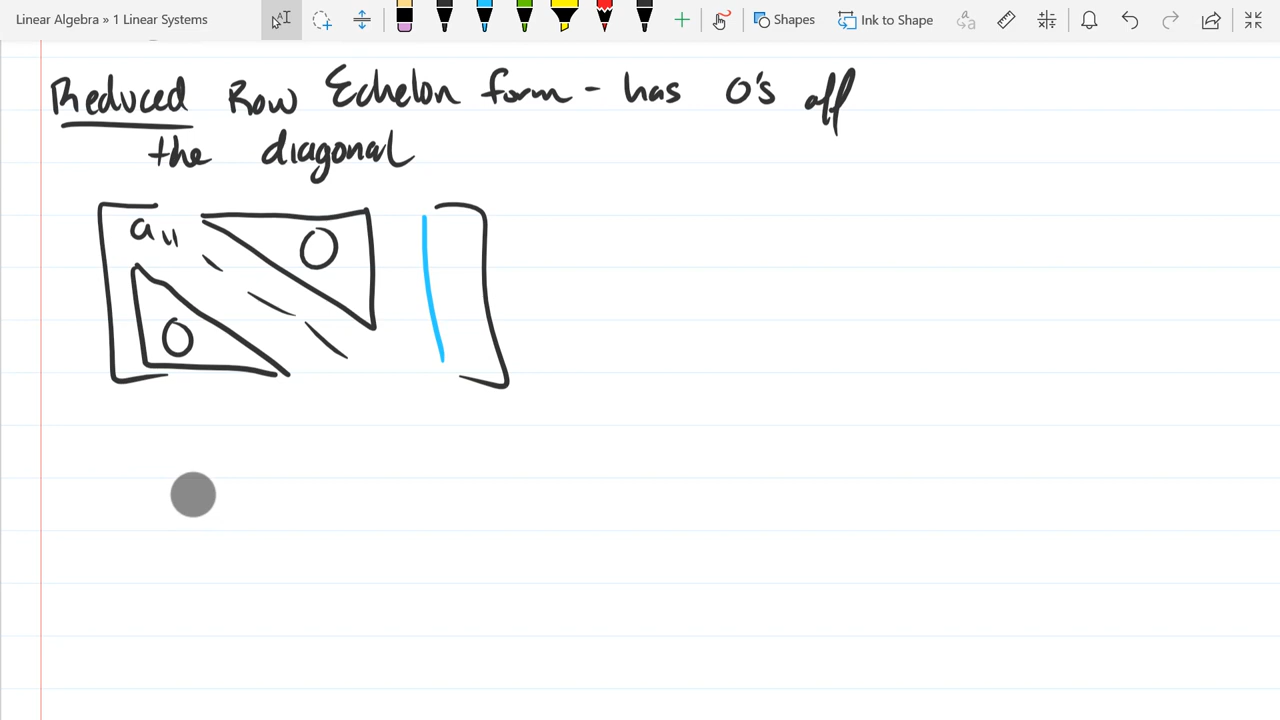 Linear Algebra » 1 Linear Systems
Shapes
Ink to Shape
Reduced Row Echelon form - has 0's off
the diagonal
a11 0
0